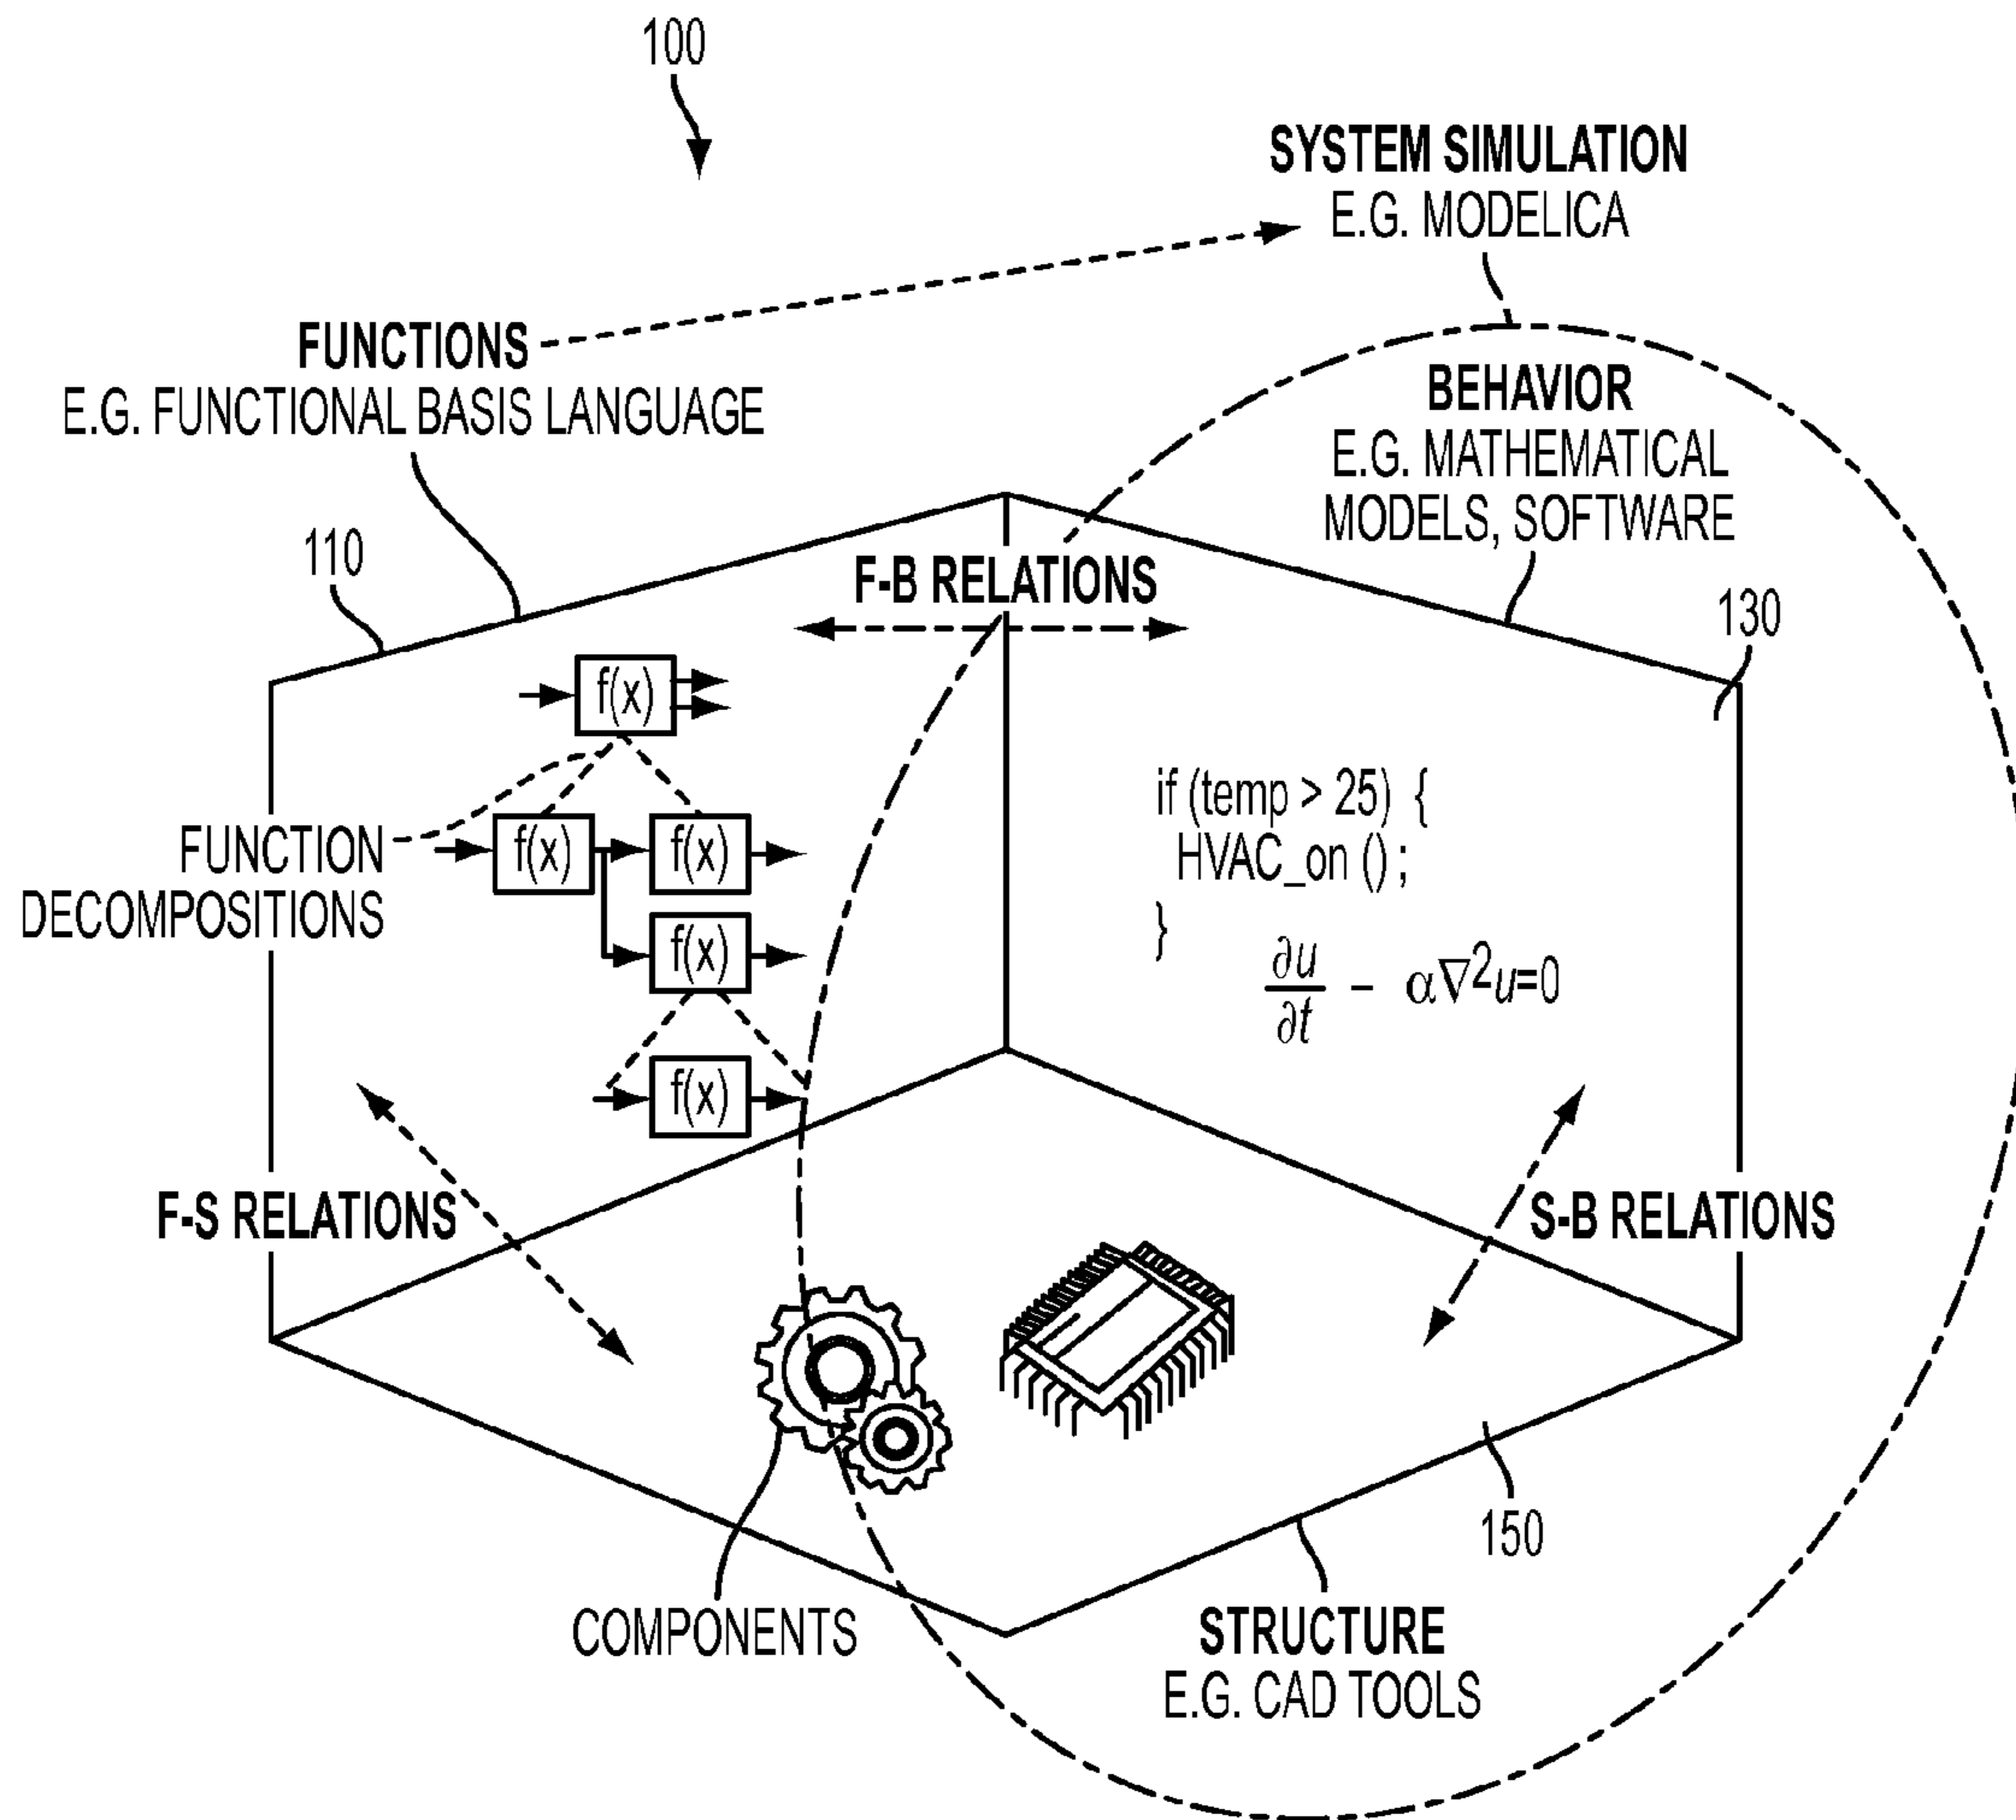 100
SYSTEM SIMULATION
E.G. MODELICA
FUNCTIONS
E.G. FUNCTIONAL BASIS LANGUAGE
BEHAVIOR
E.G. MATHEMATICAL
MODELS, SOFTWARE
110
F-B RELATIONS
130
f(x)
if (temp > 25) {
HVAC_on () ;
}
FUNCTION
DECOMPOSITIONS
f(x)
f(x)
f(x)
∂u/∂t - α∇²u=0
f(x)
F-S RELATIONS
S-B RELATIONS
150
COMPONENTS
STRUCTURE
E.G. CAD TOOLS